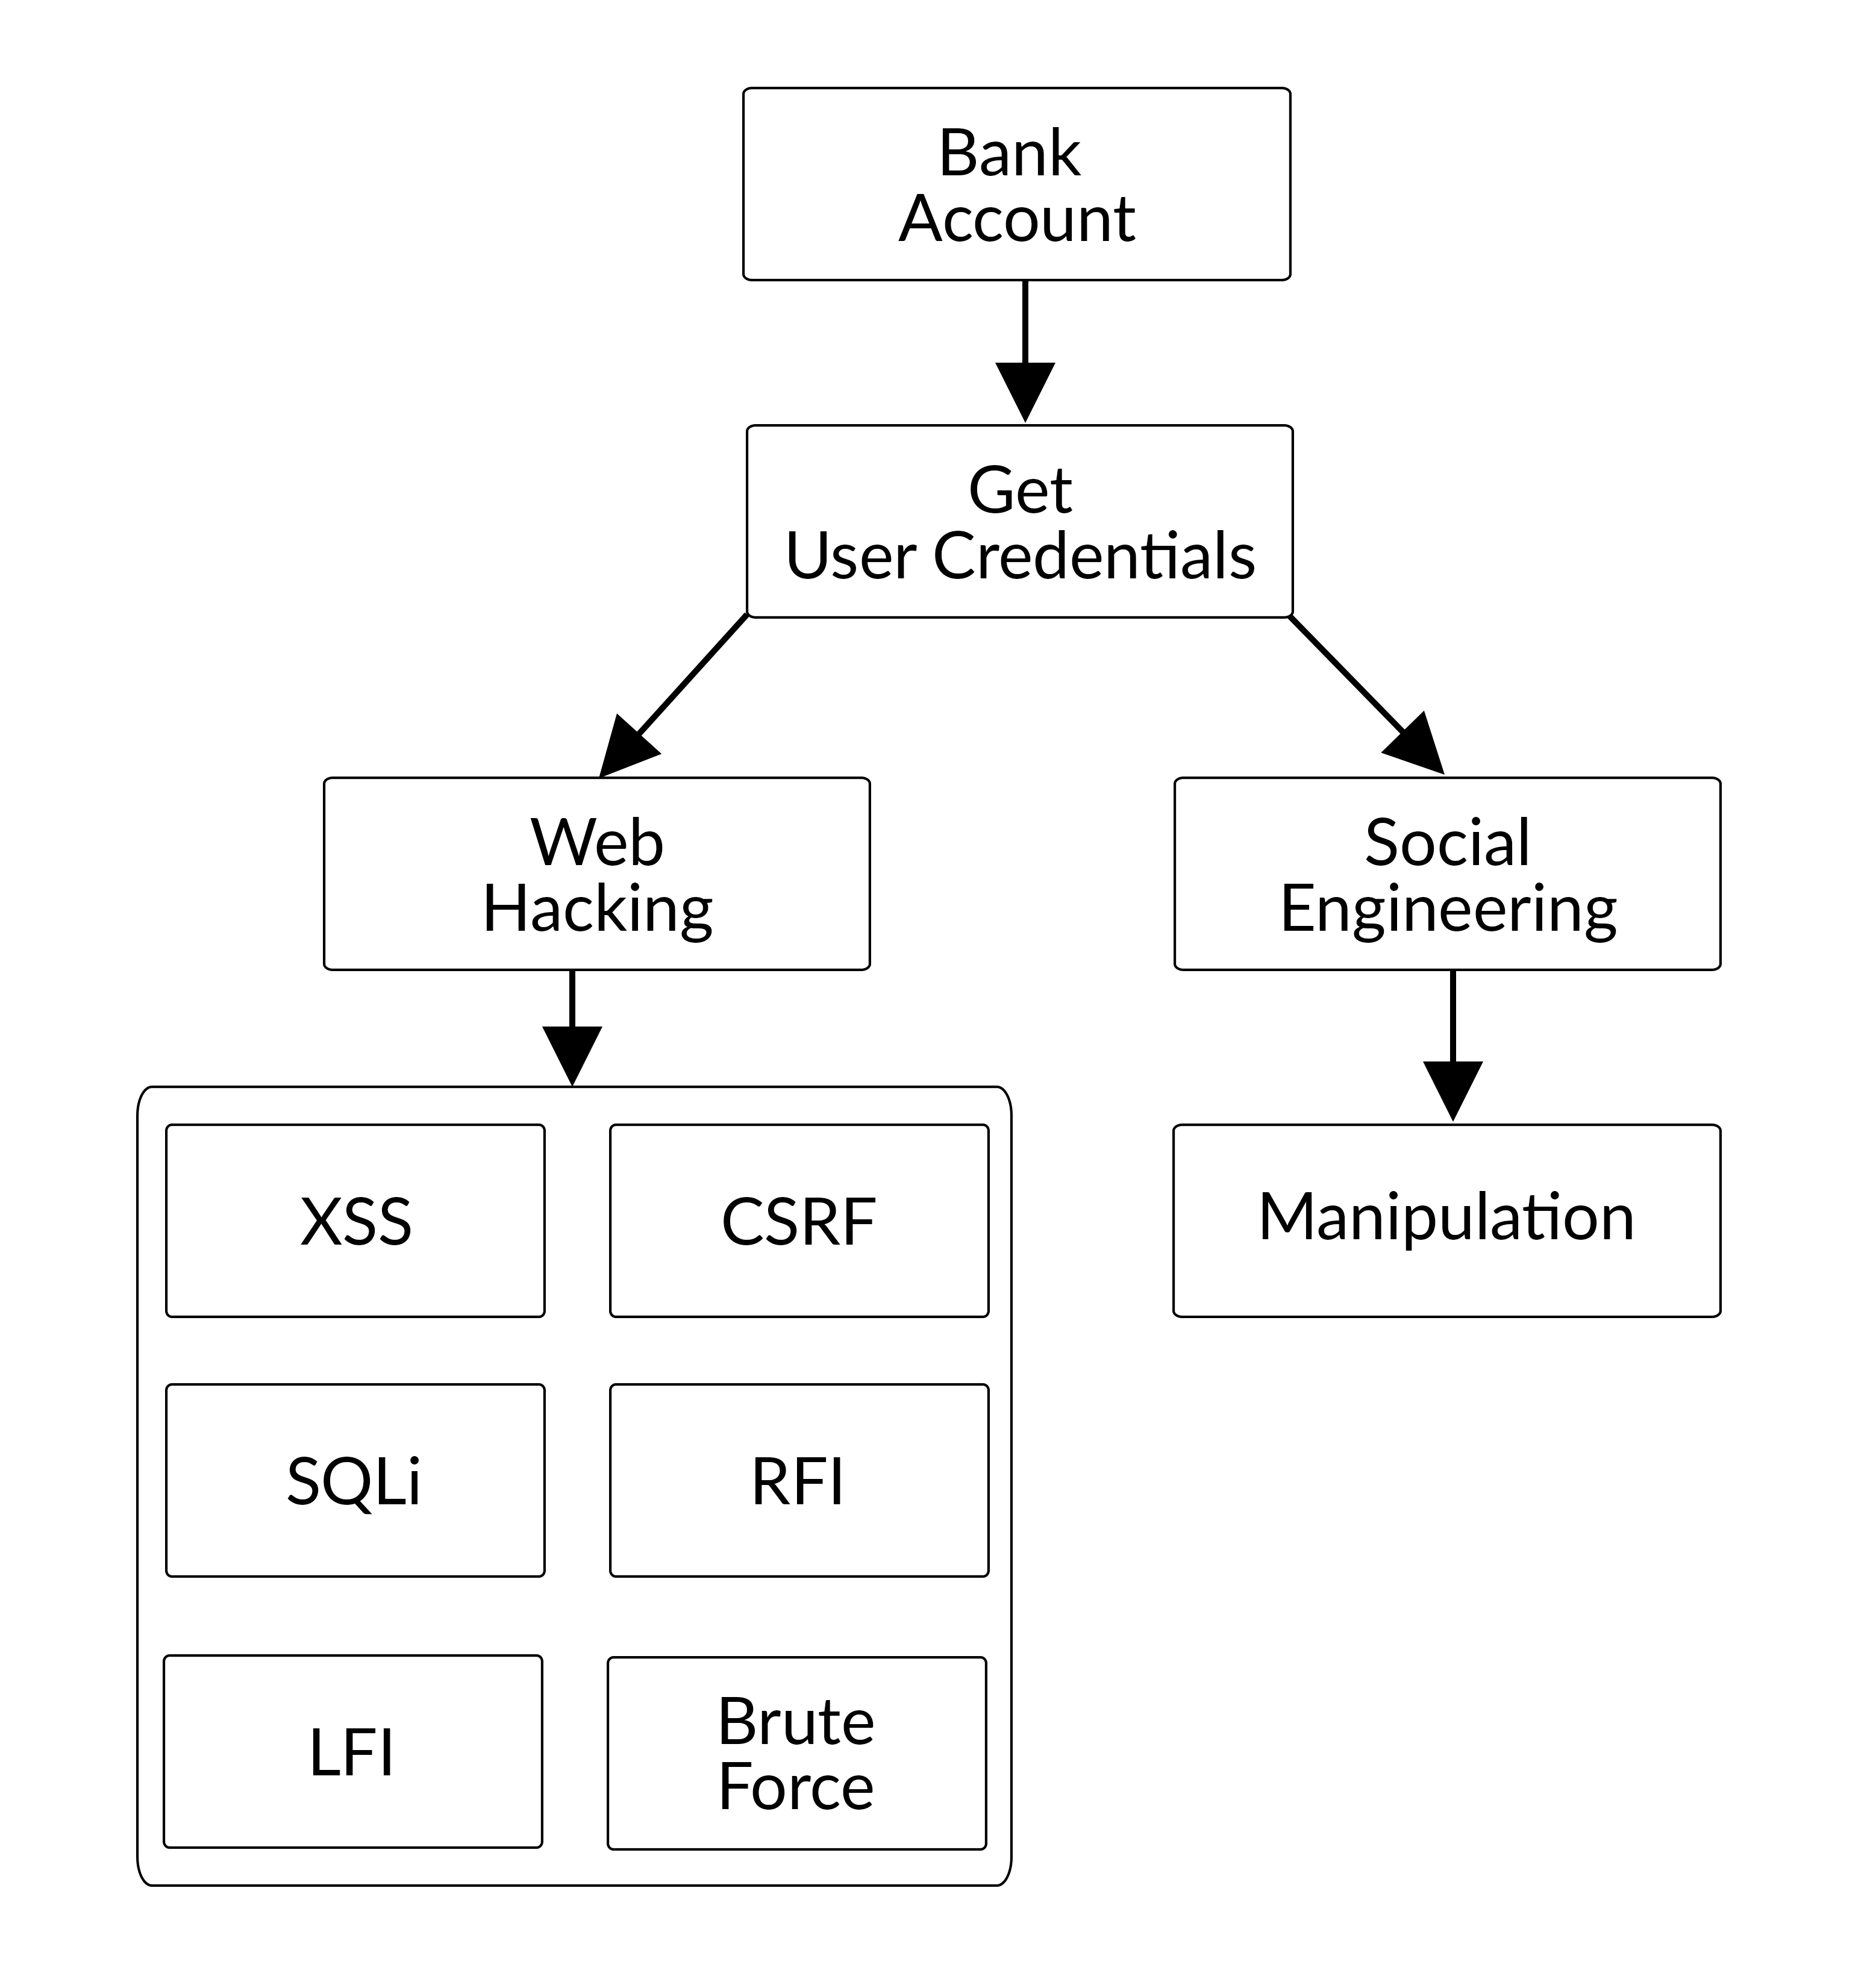 Bank
Account
Get
User Credentials
Web
Hacking
Social
Engineering
XSS
CSRF
Manipulation
SQLi
RFI
LFI
Brute
Force